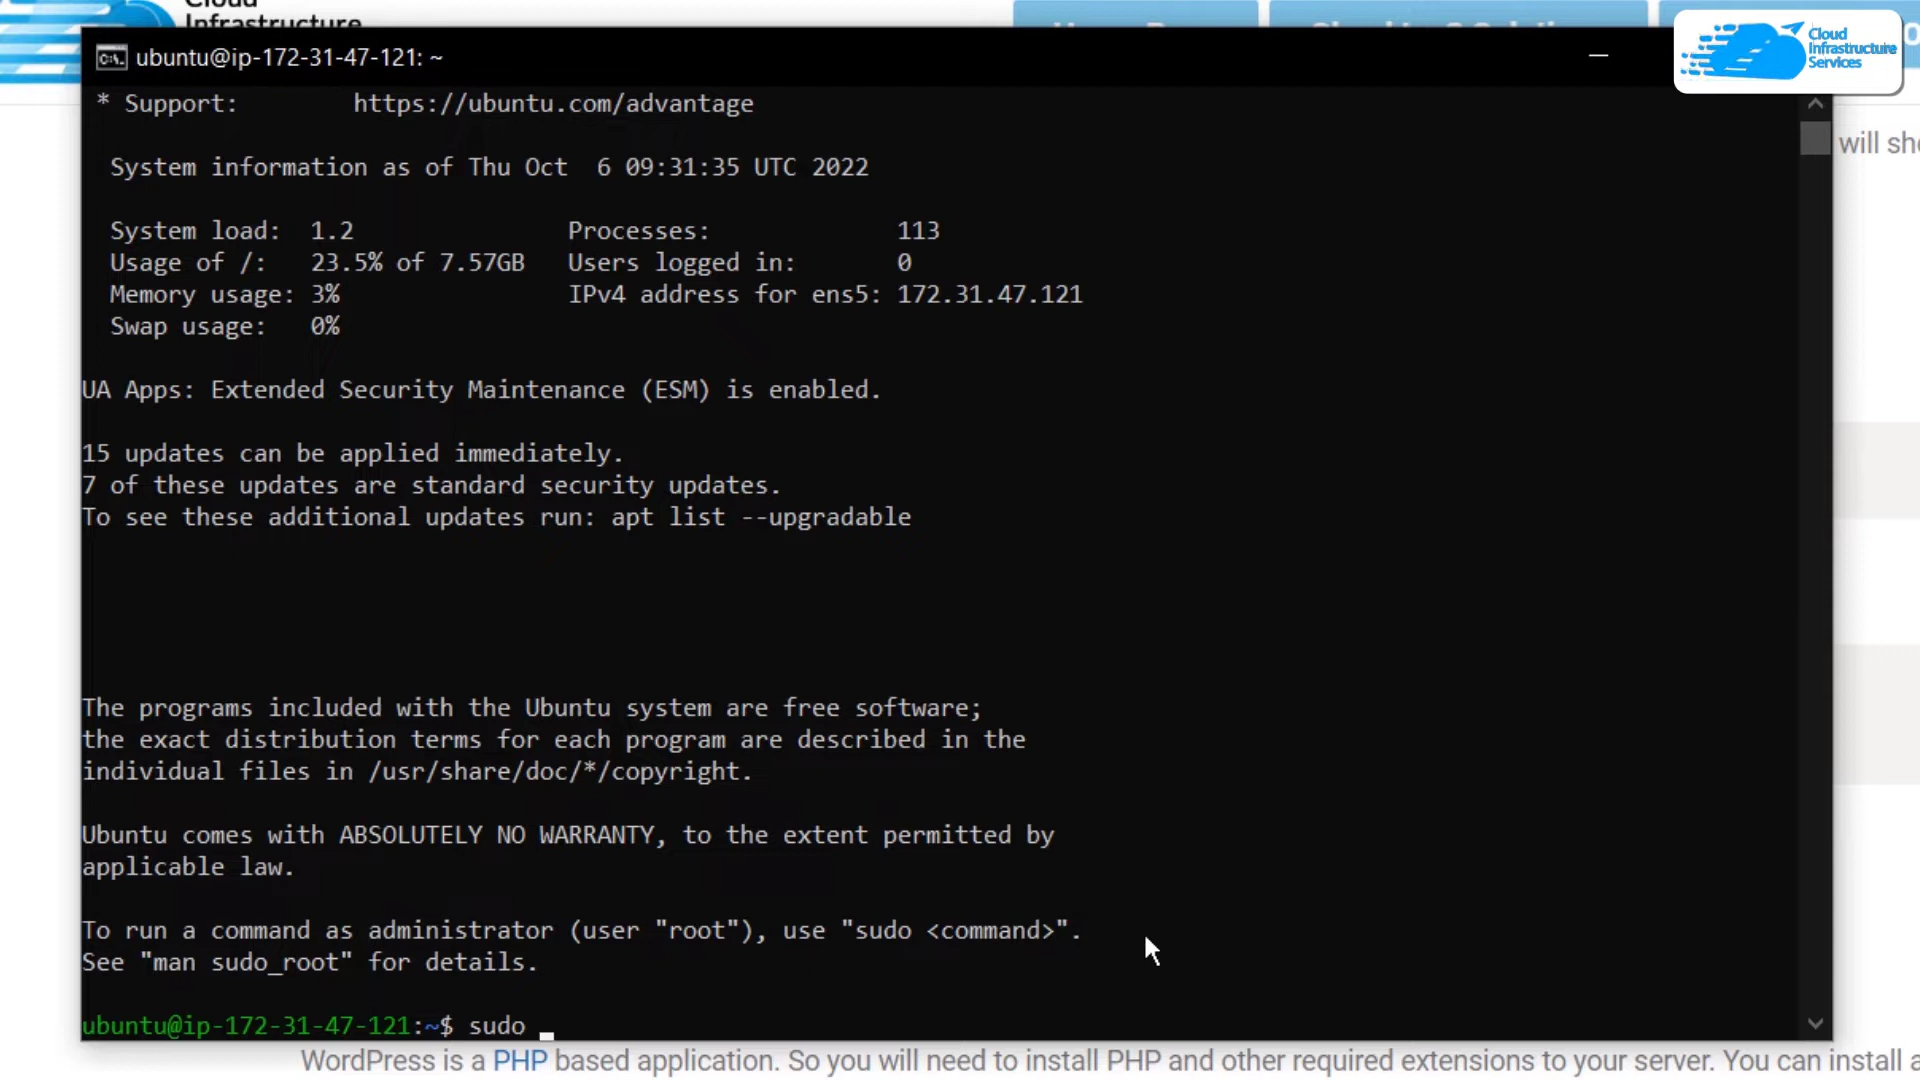 Cloud
Infrastructure
Cloud
Infrastructure
Services
ubuntu@ip-172-31-47-121: ~
* Support: https://ubuntu.com/advantage
will sh
System information as of Thu Oct  6 09:31:35 UTC 2022
System load: 1.2 Processes: 113
Usage of /: 23.5% of 7.57GB Users logged in: 0
Memory usage: 3% IPv4 address for ens5: 172.31.47.121
Swap usage: 0%
UA Apps: Extended Security Maintenance (ESM) is enabled.
15 updates can be applied immediately.
7 of these updates are standard security updates.
To see these additional updates run: apt list --upgradable
The programs included with the Ubuntu system are free software;
the exact distribution terms for each program are described in the
individual files in /usr/share/doc/*/copyright.
Ubuntu comes with ABSOLUTELY NO WARRANTY, to the extent permitted by
applicable law.
To run a command as administrator (user "root"), use "sudo <command>".
See "man sudo_root" for details.
ubuntu@ip-172-31-47-121:~$ sudo _
WordPress is a PHP based application. So you will need to install PHP and other required extensions to your server. You can install a